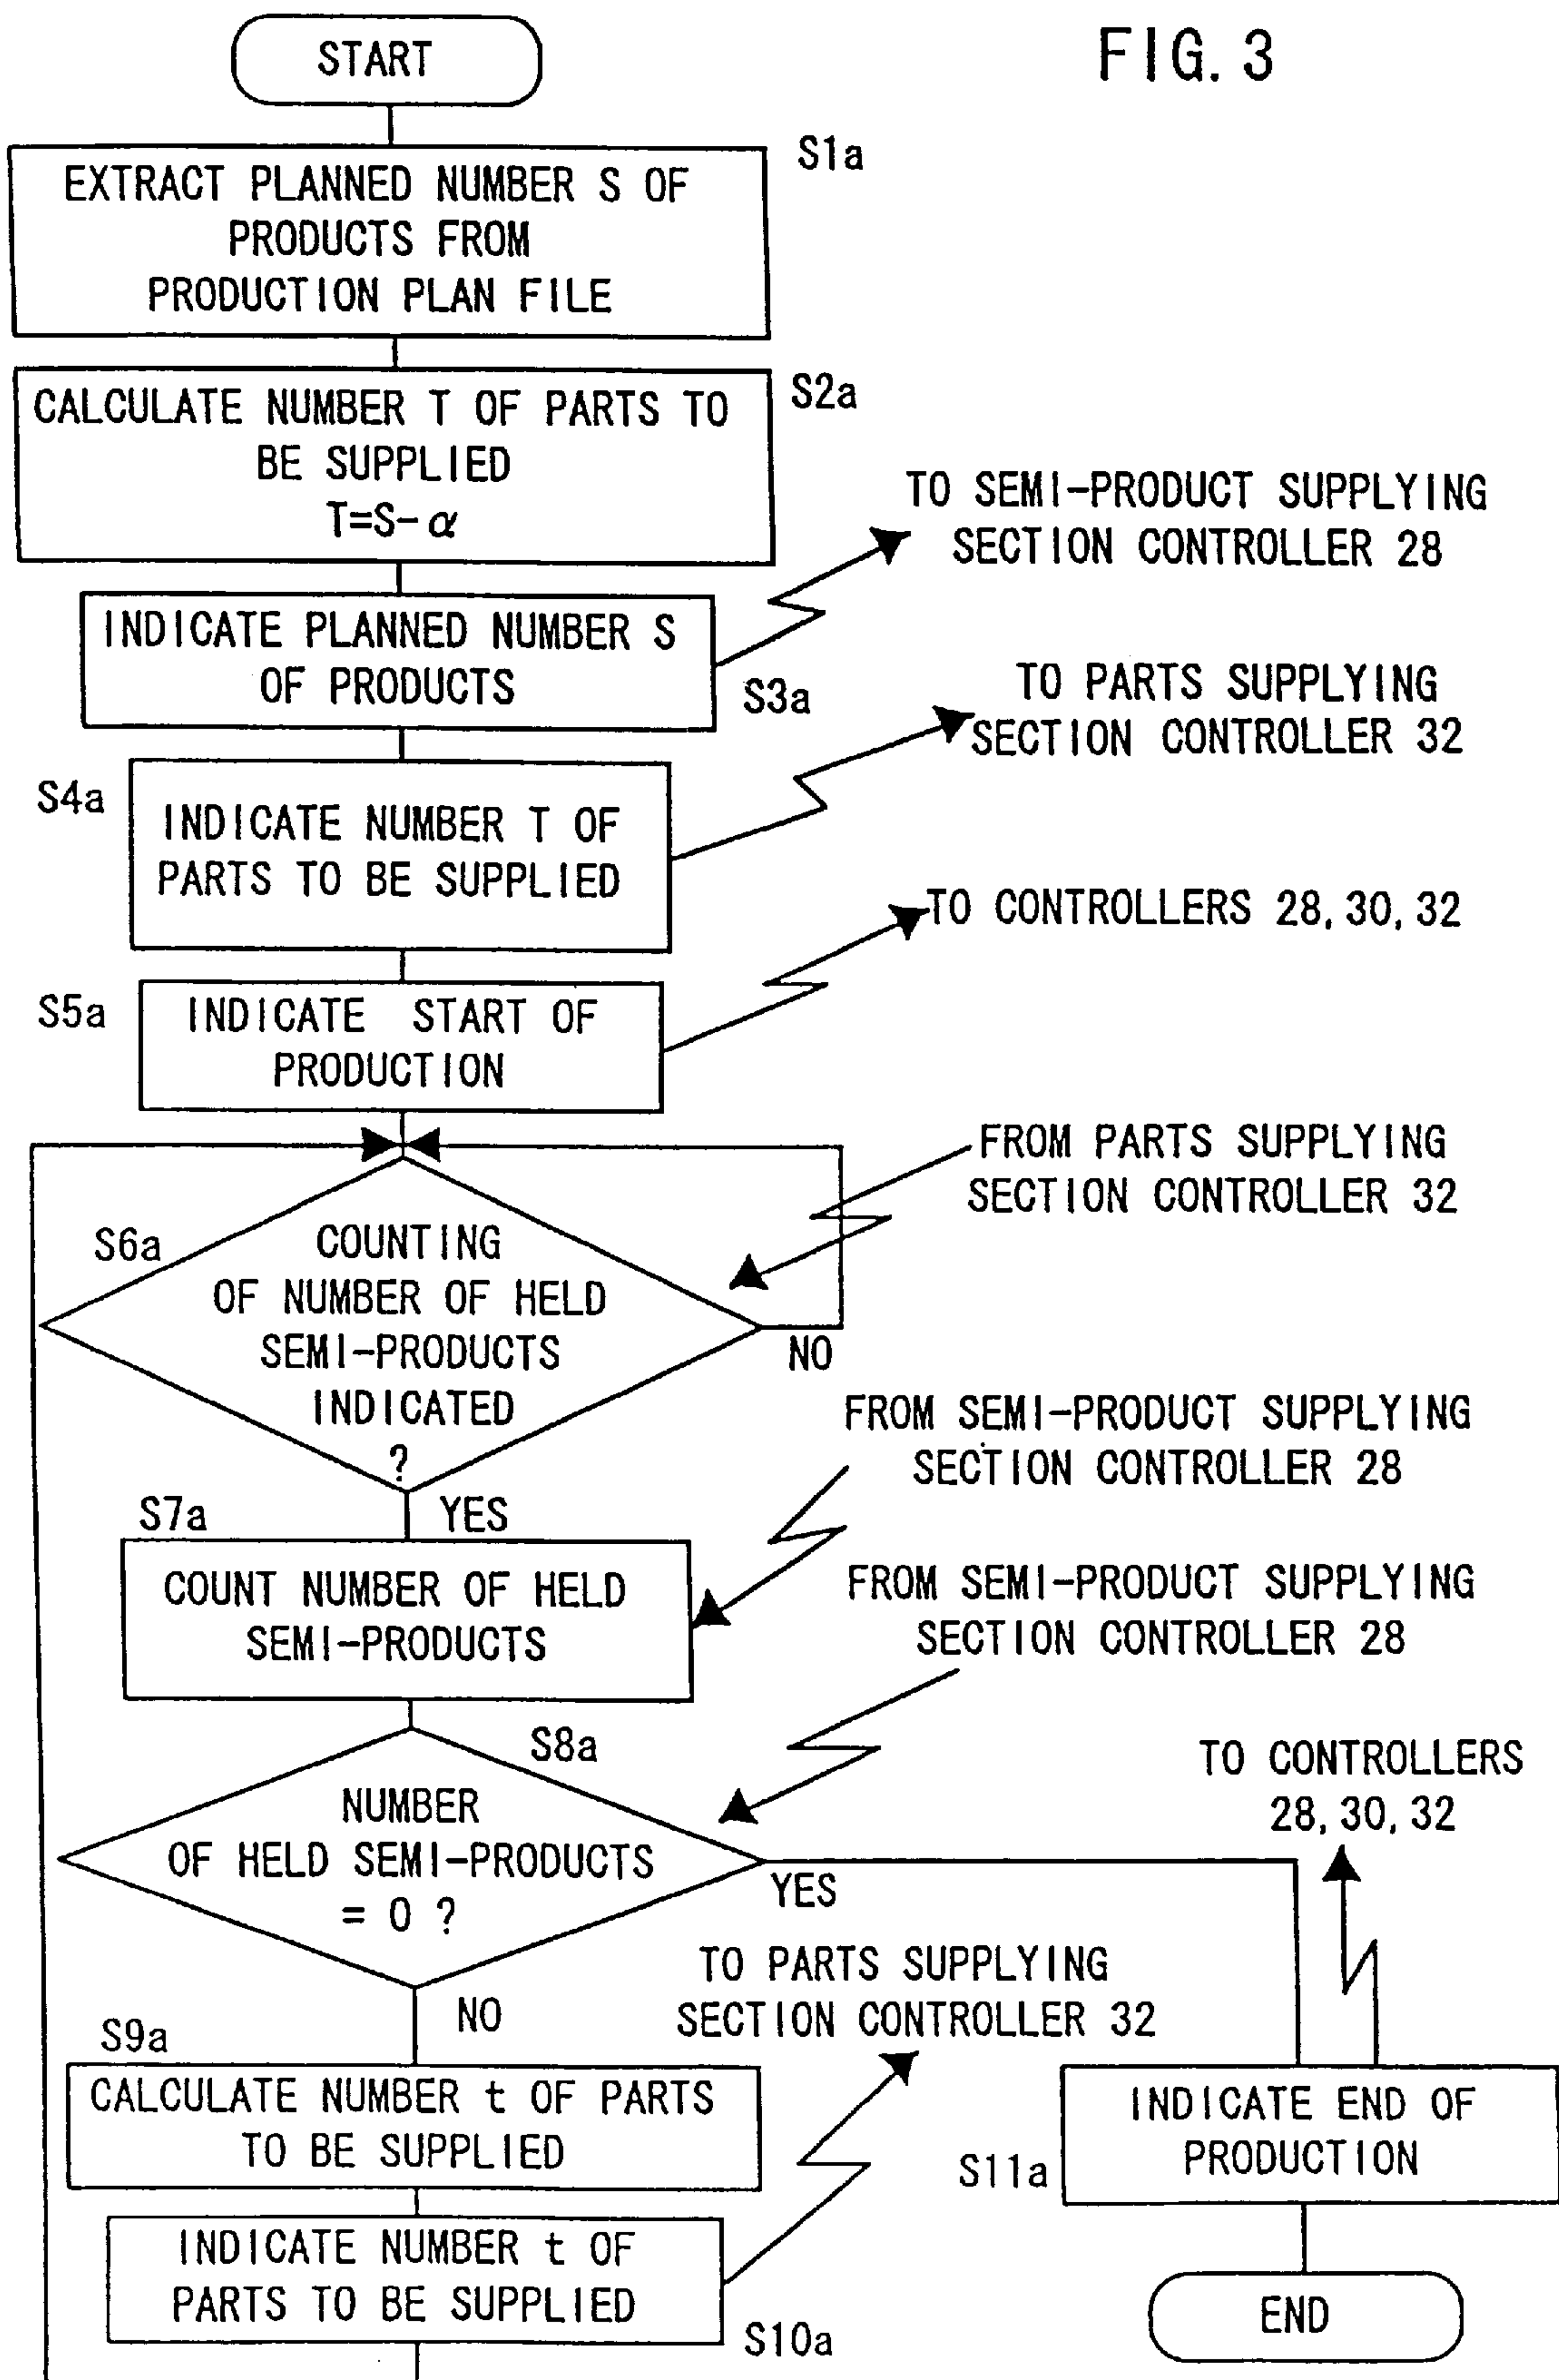 FIG. 3
START
S1a
EXTRACT PLANNED NUMBER S OF
PRODUCTS FROM
PRODUCTION PLAN FILE
S2a
CALCULATE NUMBER T OF PARTS TO
BE SUPPLIED
T=S-α
TO SEMI-PRODUCT SUPPLYING
SECTION CONTROLLER 28
INDICATE PLANNED NUMBER S
OF PRODUCTS
S3a
TO PARTS SUPPLYING
SECTION CONTROLLER 32
S4a
INDICATE NUMBER T OF
PARTS TO BE SUPPLIED
TO CONTROLLERS 28, 30, 32
S5a
INDICATE START OF
PRODUCTION
FROM PARTS SUPPLYING
SECTION CONTROLLER 32
S6a
COUNTING
OF NUMBER OF HELD
SEMI-PRODUCTS
INDICATED
?
NO
YES
FROM SEMI-PRODUCT SUPPLYING
SECTION CONTROLLER 28
S7a
COUNT NUMBER OF HELD
SEMI-PRODUCTS
FROM SEMI-PRODUCT SUPPLYING
SECTION CONTROLLER 28
S8a
NUMBER
OF HELD SEMI-PRODUCTS
= 0 ?
YES
NO
TO CONTROLLERS
28, 30, 32
TO PARTS SUPPLYING
SECTION CONTROLLER 32
S9a
CALCULATE NUMBER t OF PARTS
TO BE SUPPLIED
INDICATE NUMBER t OF
PARTS TO BE SUPPLIED
S10a
INDICATE END OF
PRODUCTION
S11a
END